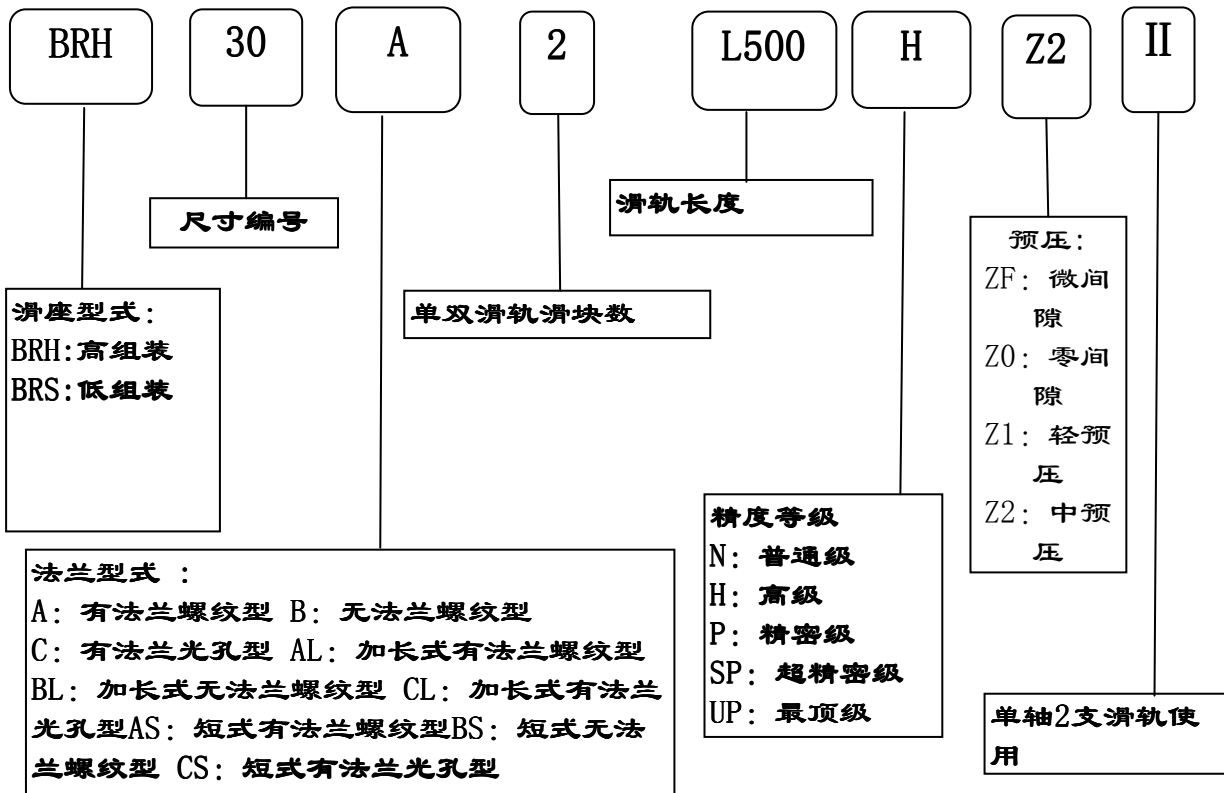 BRH 30 A 2 L500 H Z2 II
尺寸编号
滑轨长度
预压:
ZF: 微间
隙
Z0: 零间
隙
Z1: 轻预
压
Z2: 中预
压
滑座型式:
BRH:高组装
BRS:低组装
单双滑轨滑块数
精度等级
N: 普通级
H: 高级
P: 精密级
SP: 超精密级
UP: 最顶级
法兰型式 :
A: 有法兰螺纹型 B: 无法兰螺纹型
C: 有法兰光孔型 AL: 加长式有法兰螺纹型
BL: 加长式无法兰螺纹型 CL: 加长式有法兰
光孔型AS: 短式有法兰螺纹型BS: 短式无法
兰螺纹型 CS: 短式有法兰光孔型
单轴2支滑轨使
用